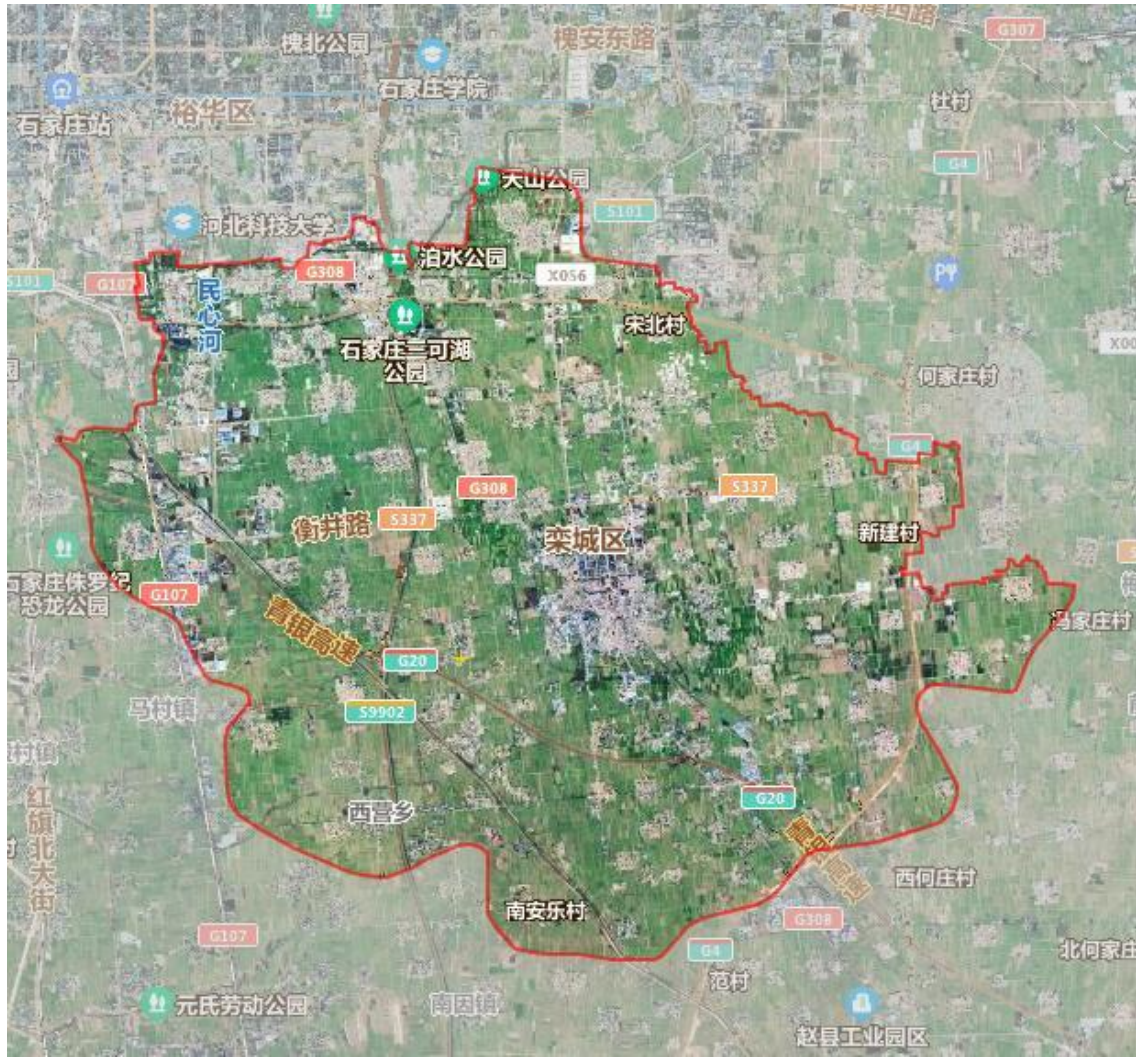 槐北公园
槐安东路
G307
石家庄学院
石家庄站
裕华区
杜村
G4
天山公园
S101
河北科技大学
泊水公园
G308
X056
S101
G107
民心河
宋北村
石家庄三可湖
公园
何家庄村
G4
G308
S337
衡井路
S337
栾城区
新建村
石家庄侏罗纪
恐龙公园
G107
冯家庄村
青银高速
G20
马村镇
S9902
G20
红旗北大街
西营乡
西何庄村
南安乐村
G107
G308
G4
北何家庄
范村
元氏劳动公园
南因镇
赵县工业园区